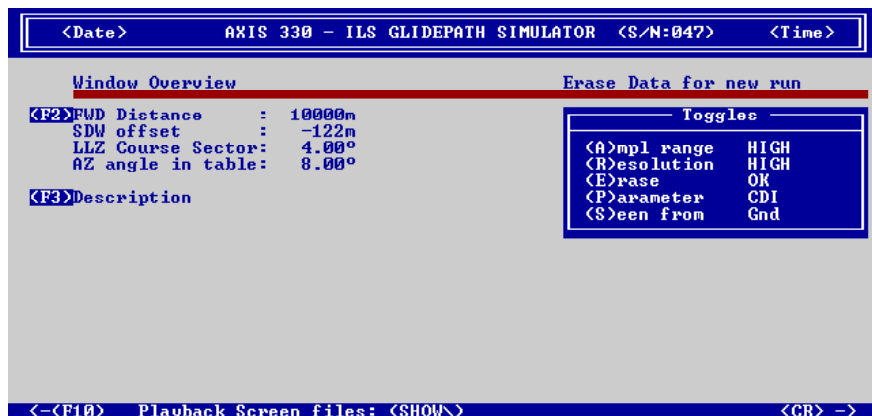 <Date> AXIS 330 - ILS GLIDEPATH SIMULATOR (S/N:047) <Time>
Window Overview Erase Data for new run
(F2) FWD Distance : 10000m
SDW offset : -122m
LLZ Course Sector: 4.00º
AZ angle in table: 8.00º
(F3) Description
Toggles
(A)mpl range HIGH
(R)esolution HIGH
(E)rase OK
(P)arameter CDI
(S)een from Gnd
<-(F10) Playback Screen files: (SHOW\) (CR) ->